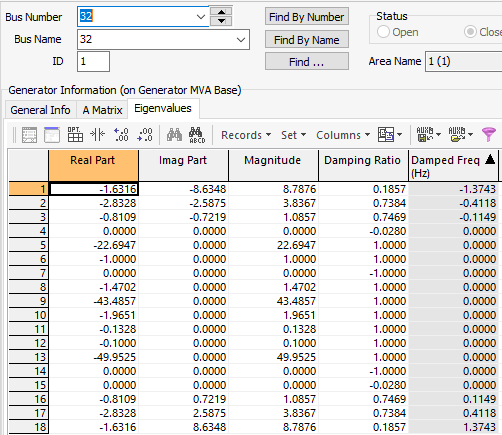 Bus Number 32 Find By Number Status
Bus Name 32 Find By Name Open Close
ID 1 Find ... Area Name 1 (1)
Generator Information (on Generator MVA Base)
General Info A Matrix Eigenvalues
Records Set Columns
Real Part Imag Part Magnitude Damping Ratio Damped Freq
(Hz)
1 -1.6316 -8.6348 8.7876 0.1857 -1.3743
2 -2.8328 -2.5875 3.8367 0.7384 -0.4118
3 -0.8109 -0.7219 1.0857 0.7469 -0.1149
4 0.0000 0.0000 0.0000 -0.0280 0.0000
5 -22.6947 0.0000 22.6947 1.0000 0.0000
6 -1.0000 0.0000 1.0000 1.0000 0.0000
7 0.0000 0.0000 0.0000 -1.0000 0.0000
8 -1.4702 0.0000 1.4702 1.0000 0.0000
9 -43.4857 0.0000 43.4857 1.0000 0.0000
10 -1.9651 0.0000 1.9651 1.0000 0.0000
11 -0.1328 0.0000 0.1328 1.0000 0.0000
12 -0.1000 0.0000 0.1000 1.0000 0.0000
13 -49.9525 0.0000 49.9525 1.0000 0.0000
14 0.0000 0.0000 0.0000 -1.0000 0.0000
15 0.0000 0.0000 0.0000 -0.0280 0.0000
16 -0.8109 0.7219 1.0857 0.7469 0.1149
17 -2.8328 2.5875 3.8367 0.7384 0.4118
18 -1.6316 8.6348 8.7876 0.1857 1.3743